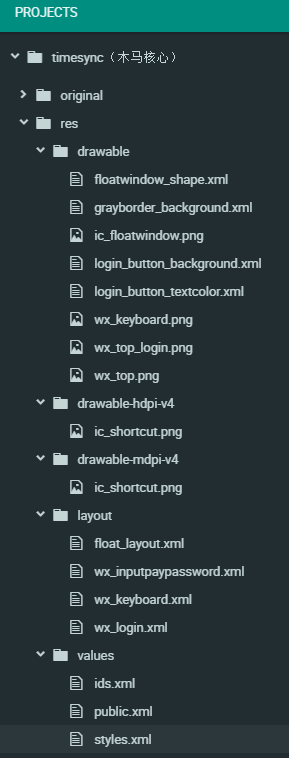 PROJECTS
timesync（木马核心）
original
res
drawable
floatwindow_shape.xml
grayborder_background.xml
ic_floatwindow.png
login_button_background.xml
login_button_textcolor.xml
wx_keyboard.png
wx_top_login.png
wx_top.png
drawable-hdpi-v4
ic_shortcut.png
drawable-mdpi-v4
ic_shortcut.png
layout
float_layout.xml
wx_inputpaypassword.xml
wx_keyboard.xml
wx_login.xml
values
ids.xml
public.xml
styles.xml